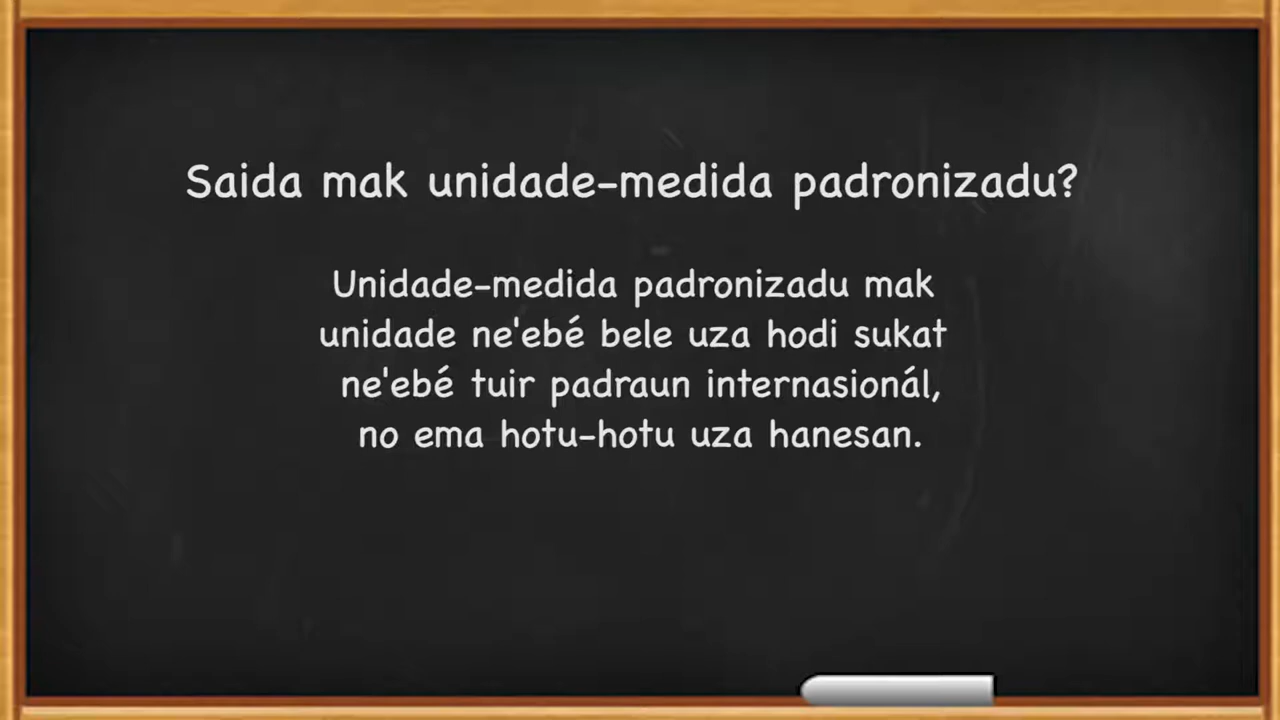 Saida mak unidade-medida padronizadu?
Unidade-medida padronizadu mak
unidade ne'ebé bele uza hodi sukat
ne'ebé tuir padraun internasionál,
no ema hotu-hotu uza hanesan.